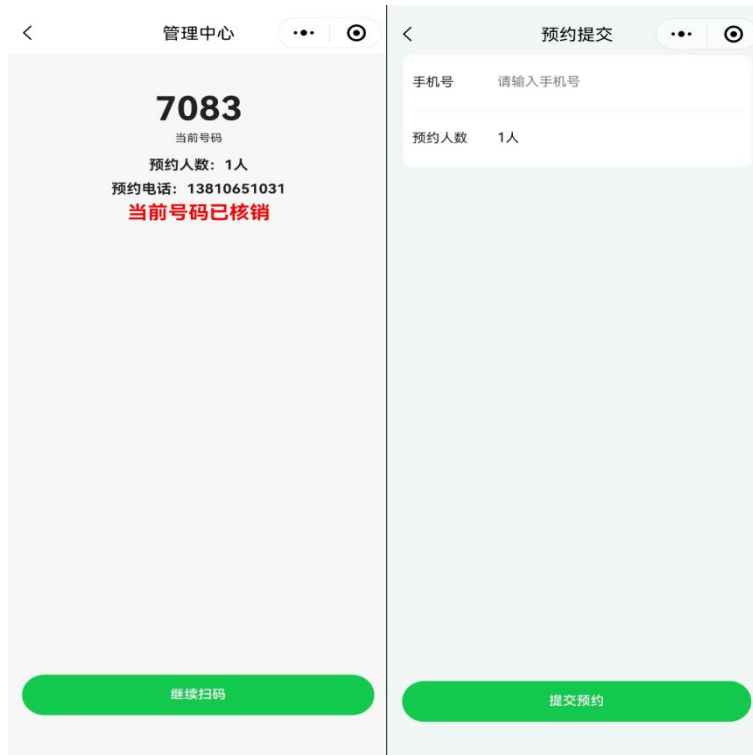 管理中心
7083
当前号码
预约人数：1人
预约电话：13810651031
当前号码已核销
继续扫码
预约提交
手机号 请输入手机号
预约人数 1人
提交预约